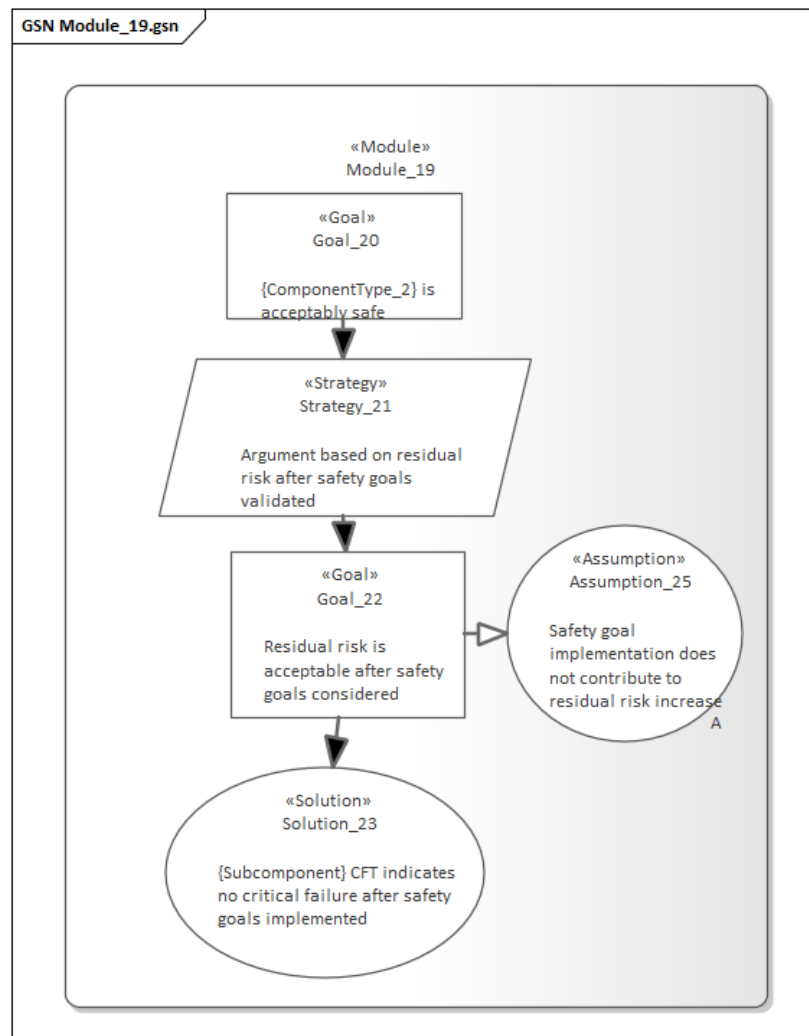 GSN Module_19.gsn
«Module»
Module_19
«Goal»
Goal_20
{ComponentType_2} is
acceptably safe
«Strategy»
Strategy_21
Argument based on residual
risk after safety goals
validated
«Goal»
Goal_22
Residual risk is
acceptable after safety
goals considered
«Assumption»
Assumption_25
Safety goal
implementation does
not contribute to
residual risk increase
A
«Solution»
Solution_23
{Subcomponent} CFT indicates
no critical failure after safety
goals implemented